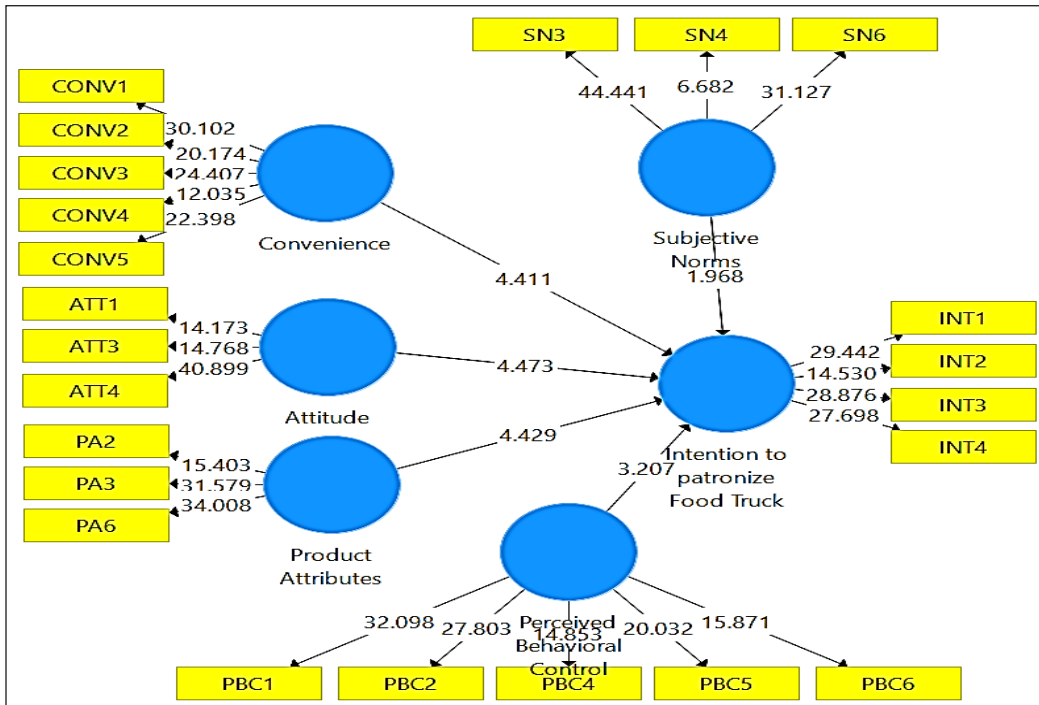 SN3
SN4
SN6
44.441
6.682
31.127
CONV1
CONV2
CONV3
CONV4
CONV5
30.102
20.174
24.407
12.035
22.398
Convenience
Subjective
Norms
4.411
1.968
ATT1
ATT3
ATT4
14.173
14.768
40.899
Attitude
4.473
INT1
INT2
INT3
INT4
29.442
14.530
28.876
27.698
Intention to
patronize
Food Truck
PA2
PA3
PA6
15.403
31.579
34.008
Product
Attributes
4.429
3.207
Perceived
Behavioral
Control
32.098
27.803
14.853
20.032
15.871
PBC1
PBC2
PBC4
PBC5
PBC6